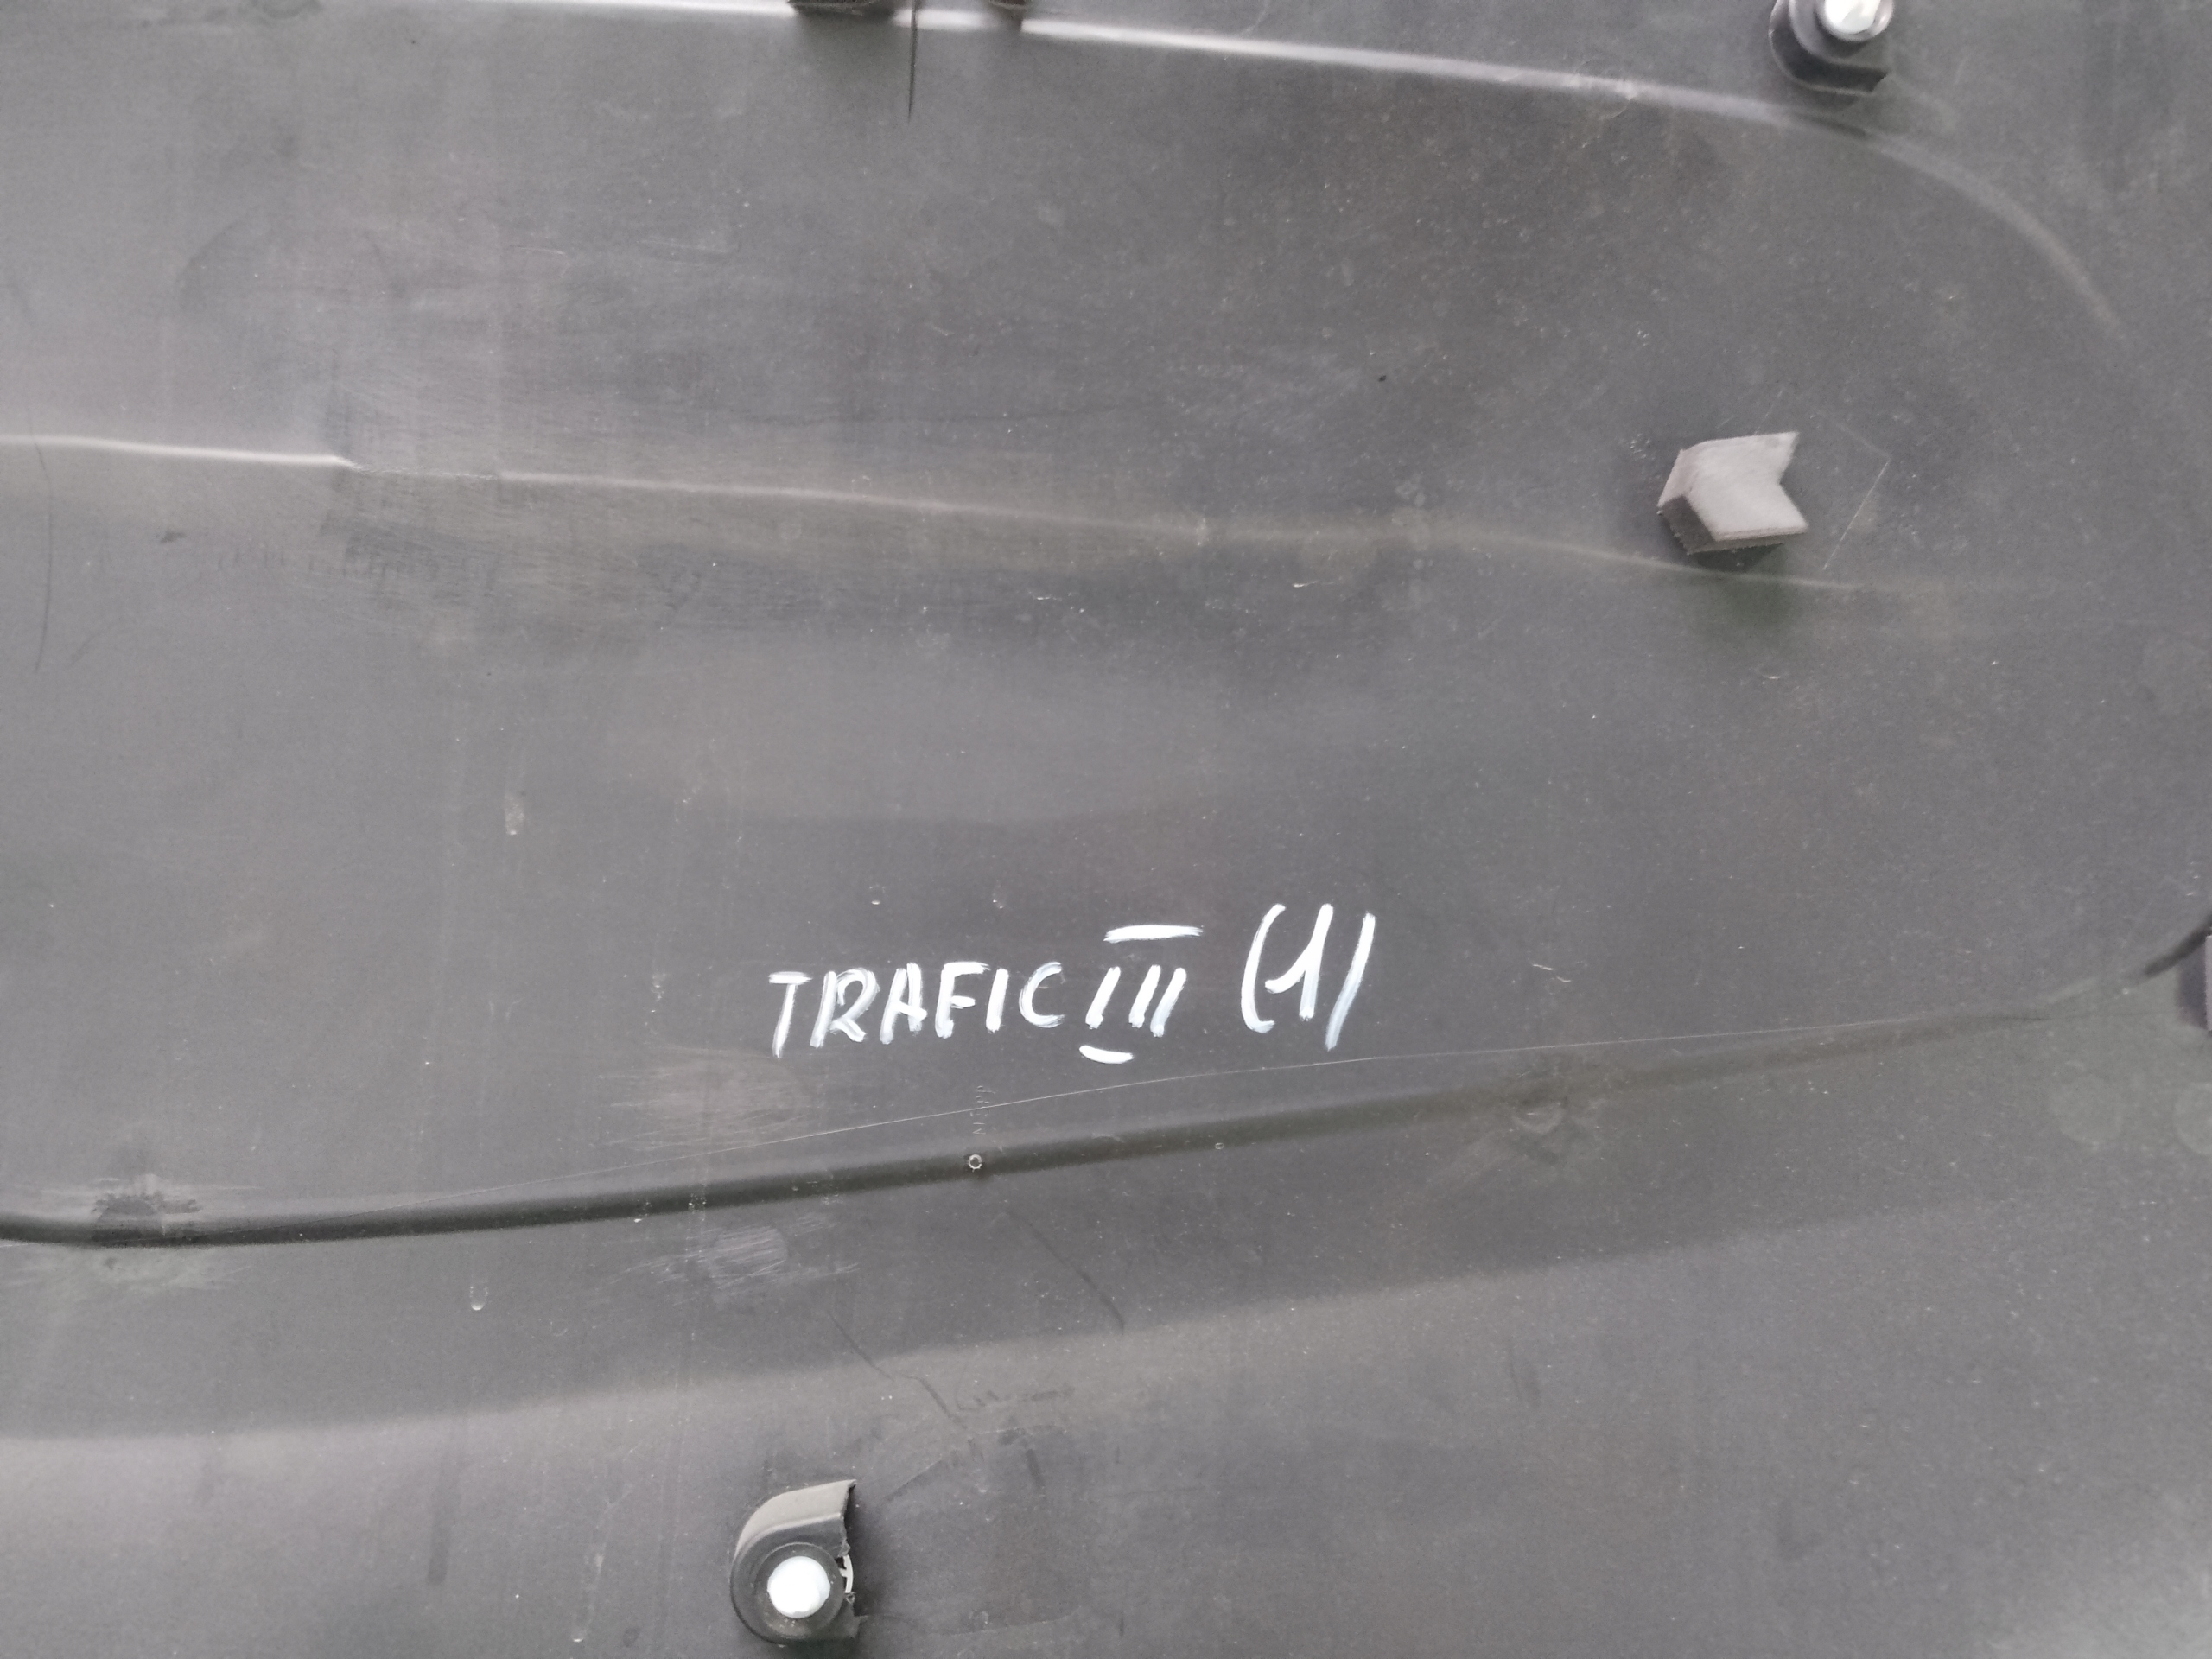 TRAFIC III (1)